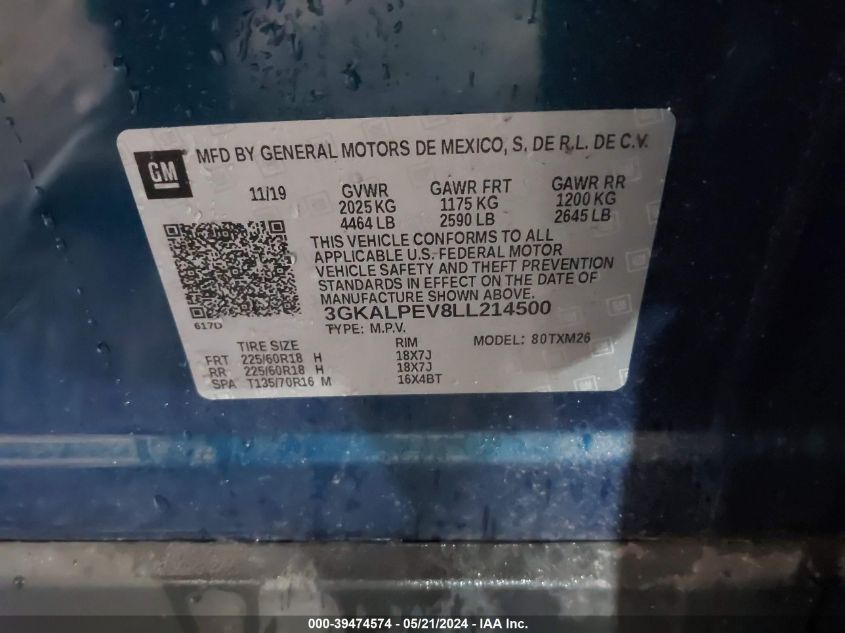 GM
MFD BY GENERAL MOTORS DE MEXICO, S. DE R.L. DE C.V.
11/19 GVWR GAWR FRT GAWR RR
2025 KG 1175 KG 1200 KG
4464 LB 2590 LB 2645 LB
THIS VEHICLE CONFORMS TO ALL
APPLICABLE U.S. FEDERAL MOTOR
VEHICLE SAFETY AND THEFT PREVENTION
STANDARDS IN EFFECT ON THE DATE OF
MANUFACTURE SHOWN ABOVE.
617D 3GKALPEV8LL214500
TYPE: M.P.V.
TIRE SIZE RIM MODEL: 80TXM26
FRT 225/60R18 H 18X7J
RR 225/60R18 H 18X7J
SPA T135/70R16 M 16X4BT
000-39474574 / 05/21/2024 - IAA Inc.